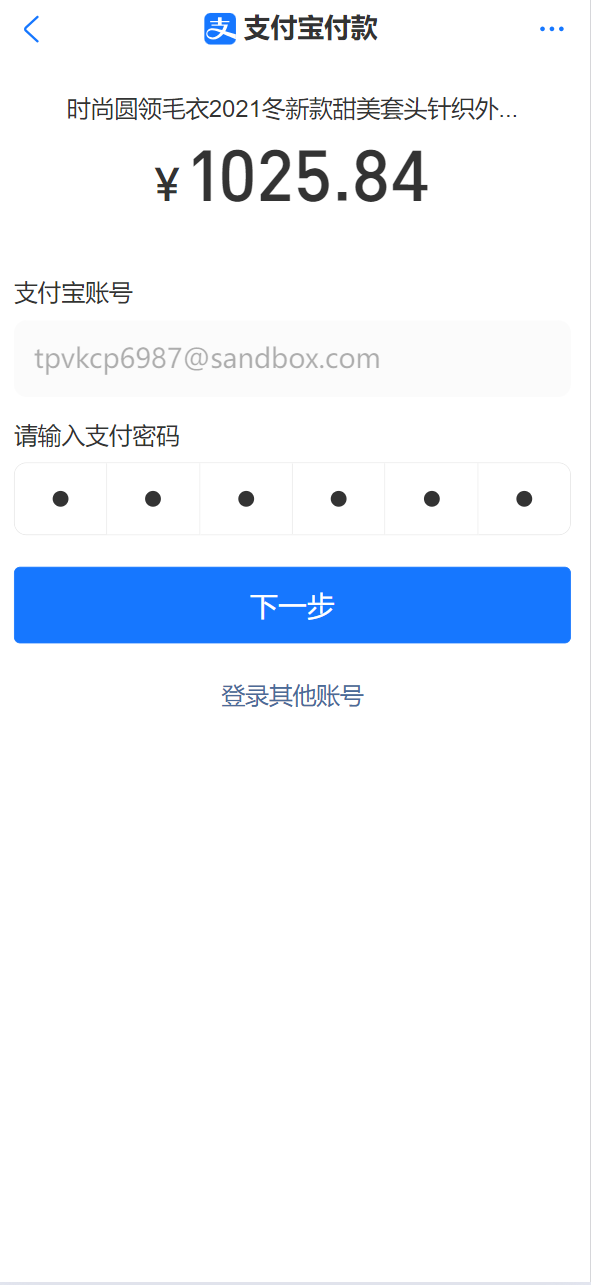 支付宝付款
时尚圆领毛衣2021冬新款甜美套头针织外...
¥1025.84
支付宝账号
tpvkcp6987@sandbox.com
请输入支付密码
下一步
登录其他账号